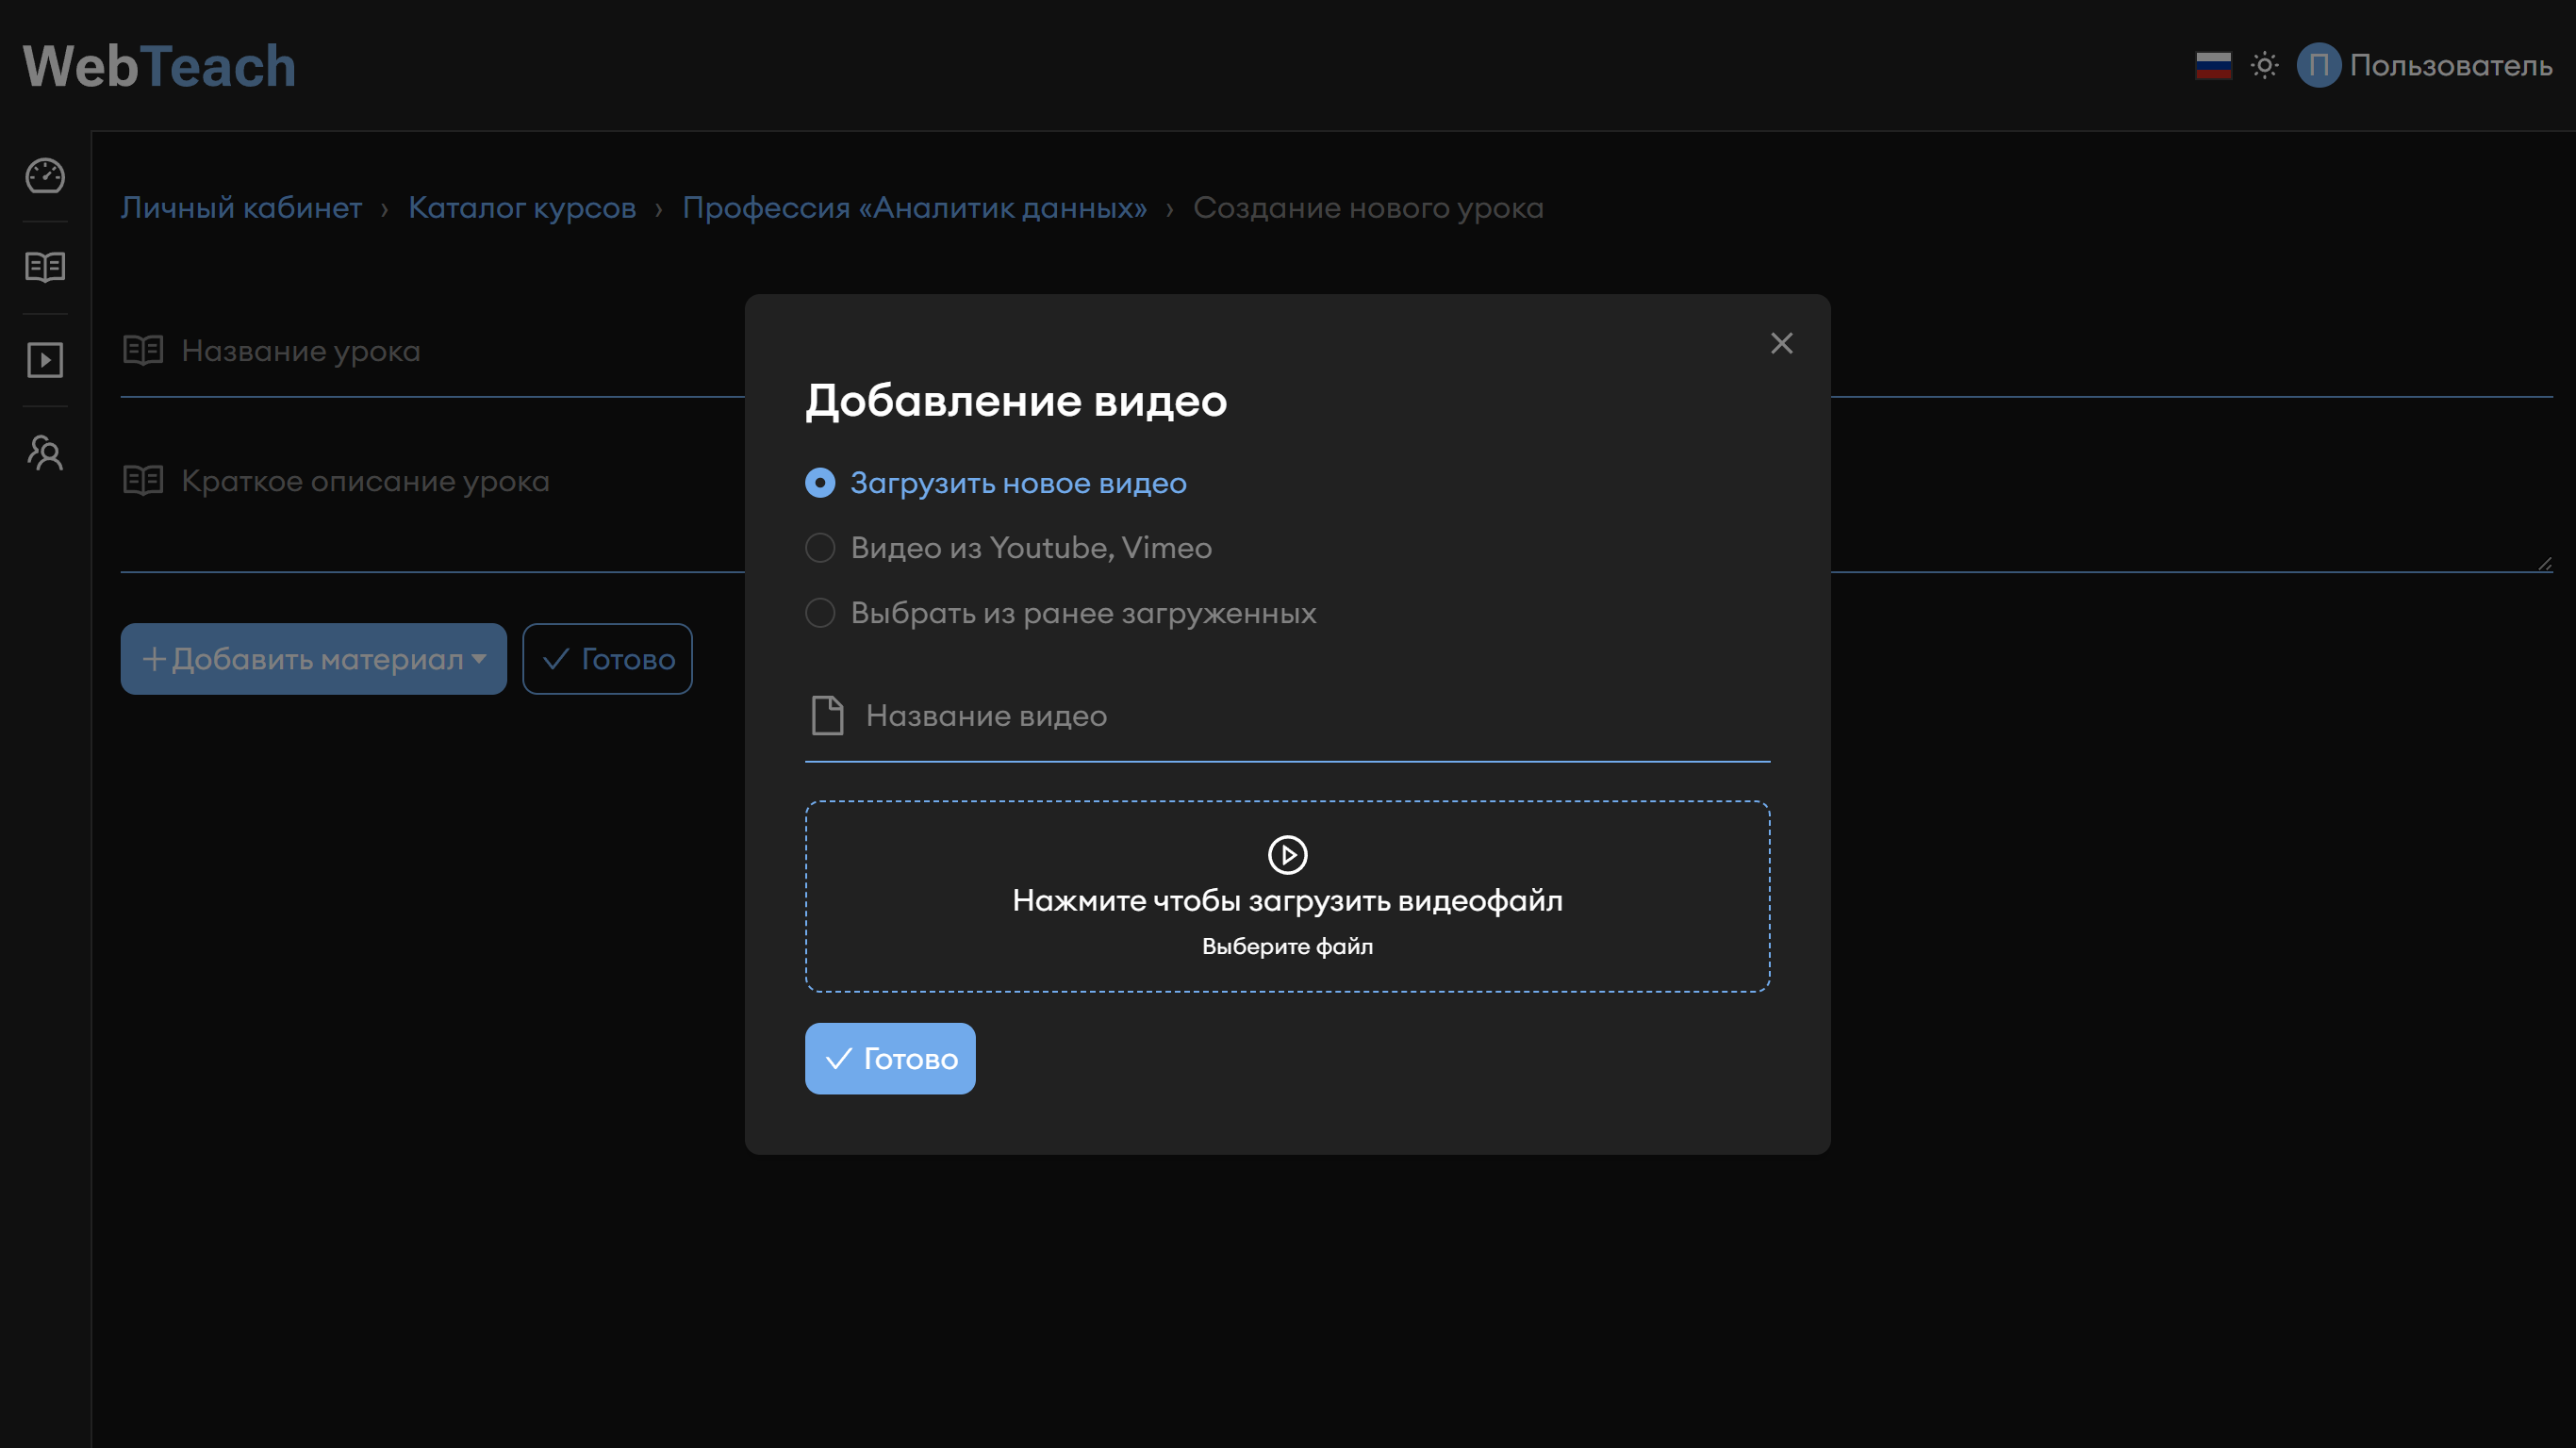 WebTeach
П Пользователь
Личный кабинет › Каталог курсов › Профессия «Аналитик данных» › Создание нового урока
Название урока
Краткое описание урока
Добавить материал
Готово
Добавление видео
Загрузить новое видео
Видео из Youtube, Vimeo
Выбрать из ранее загруженных
Название видео
Нажмите чтобы загрузить видеофайл
Выберите файл
Готово